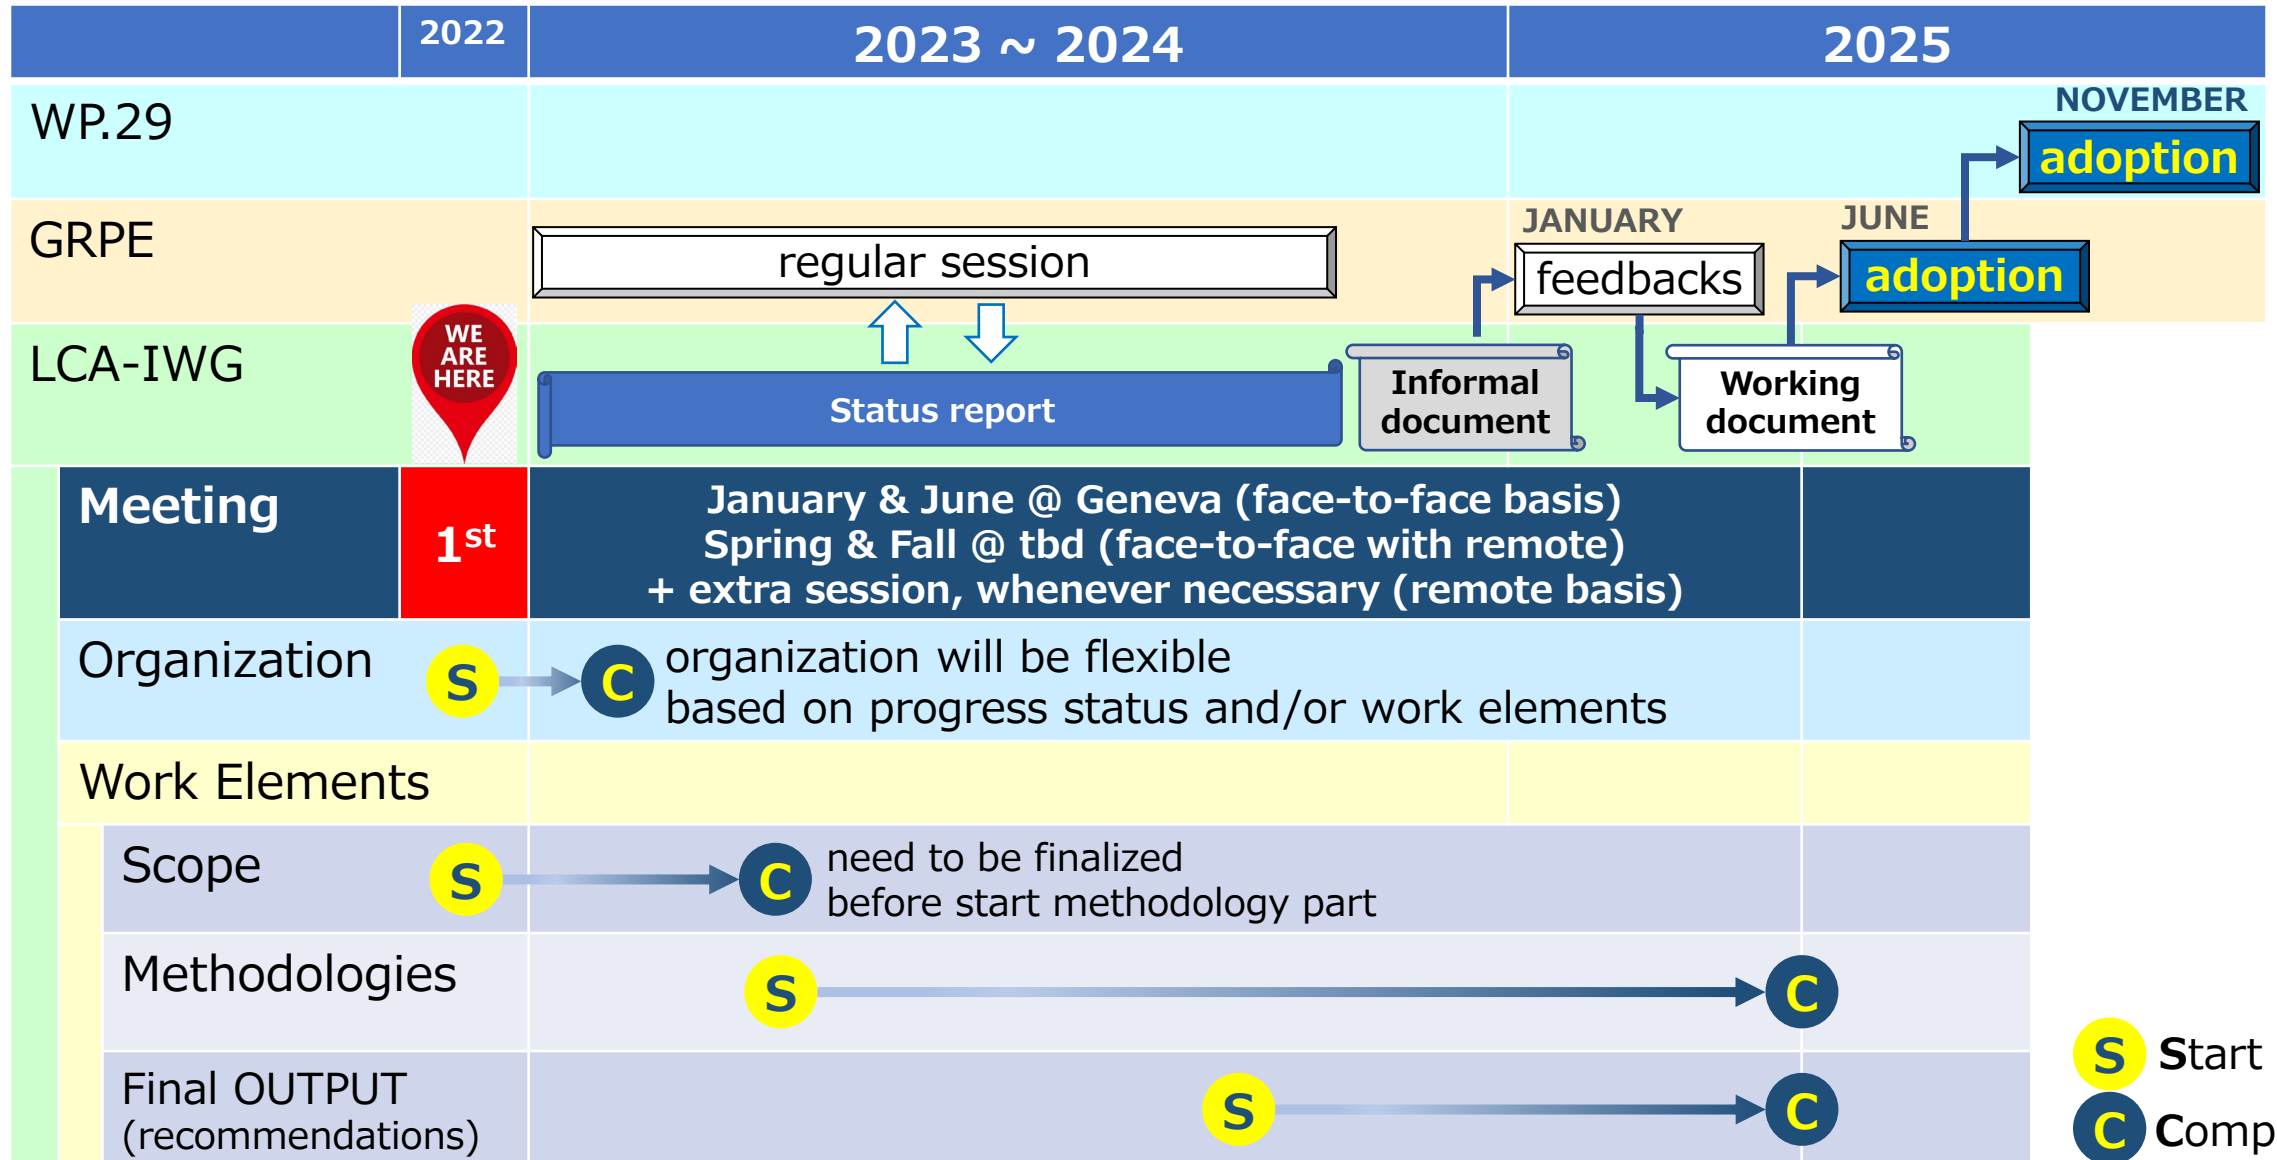 2022
2023 ~ 2024
2025
WP.29
NOVEMBER
adoption
GRPE
regular session
JANUARY
feedbacks
JUNE
adoption
LCA-IWG
WE
ARE
HERE
Status report
Informal
document
Working
document
Meeting
1st
January & June @ Geneva (face-to-face basis)
Spring & Fall @ tbd (face-to-face with remote)
+ extra session, whenever necessary (remote basis)
Organization
S
C
organization will be flexible
based on progress status and/or work elements
Work Elements
Scope
S
C
need to be finalized
before start methodology part
Methodologies
S
C
Final OUTPUT
(recommendations)
S
C
S Start
C Comp